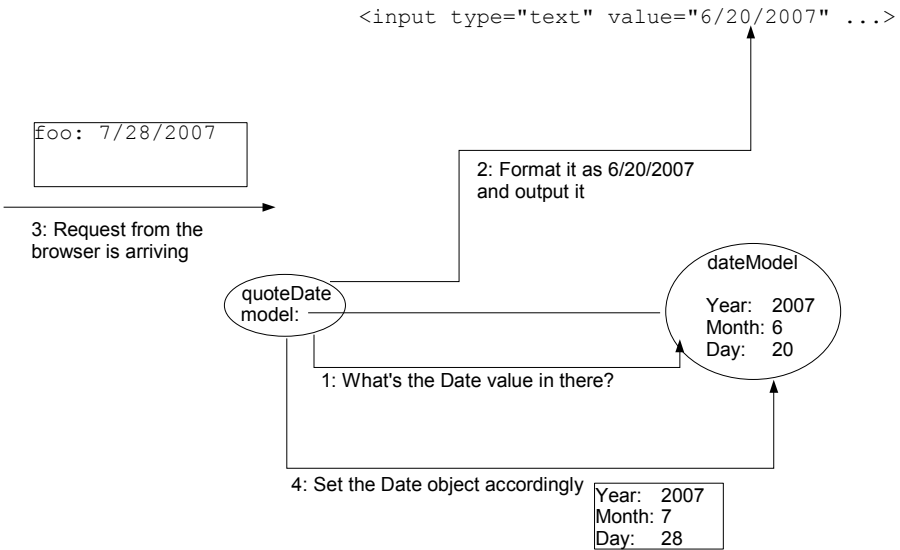 <input type="text" value="6/20/2007" ...>
foo: 7/28/2007
2: Format it as 6/20/2007
and output it
3: Request from the
browser is arriving
dateModel
quoteDate
model:
Year: 2007
Month: 6
Day: 20
1: What's the Date value in there?
4: Set the Date object accordingly
Year: 2007
Month: 7
Day: 28